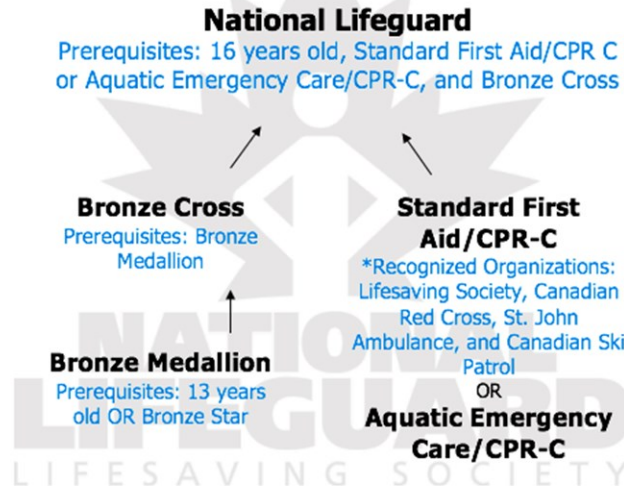 National Lifeguard
Prerequisites: 16 years old, Standard First Aid/CPR C
or Aquatic Emergency Care/CPR-C, and Bronze Cross
Bronze Cross
Prerequisites: Bronze
Medallion
Bronze Medallion
Prerequisites: 13 years
old OR Bronze Star
Standard First
Aid/CPR-C
*Recognized Organizations:
Lifesaving Society, Canadian
Red Cross, St. John
Ambulance, and Canadian Ski
Patrol
OR
Aquatic Emergency
Care/CPR-C
NATIONAL
LIFEGUARD
LIFESAVING SOCIETY